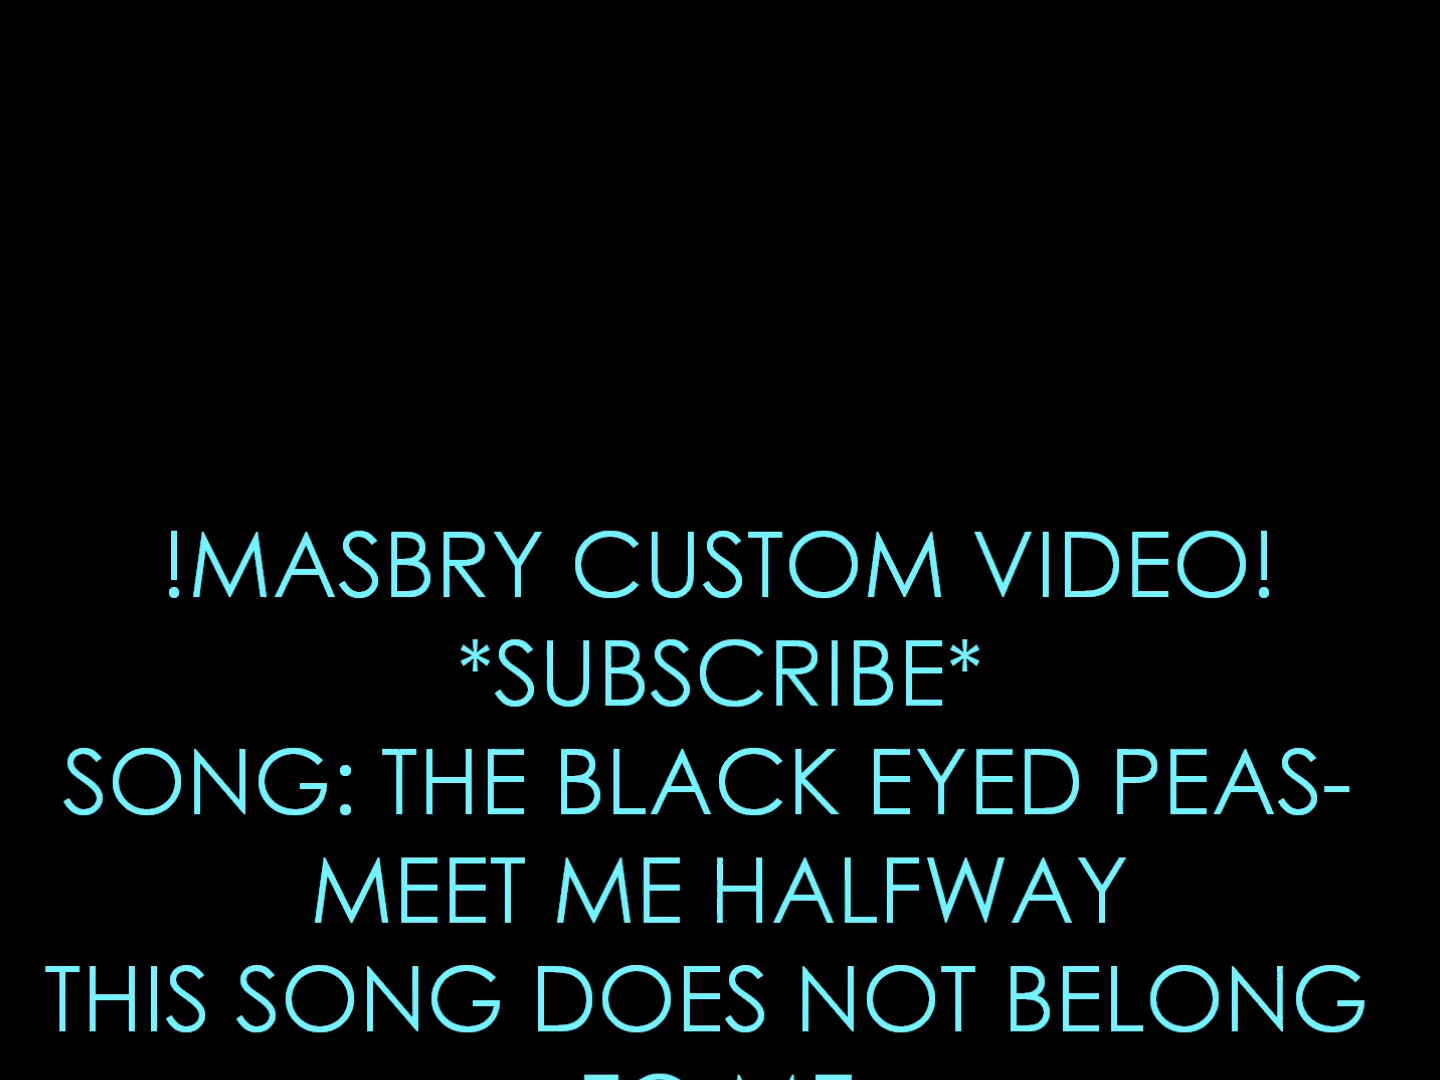 !MASBRY CUSTOM VIDEO!
*SUBSCRIBE*
SONG: THE BLACK EYED PEAS-
MEET ME HALFWAY
THIS SONG DOES NOT BELONG